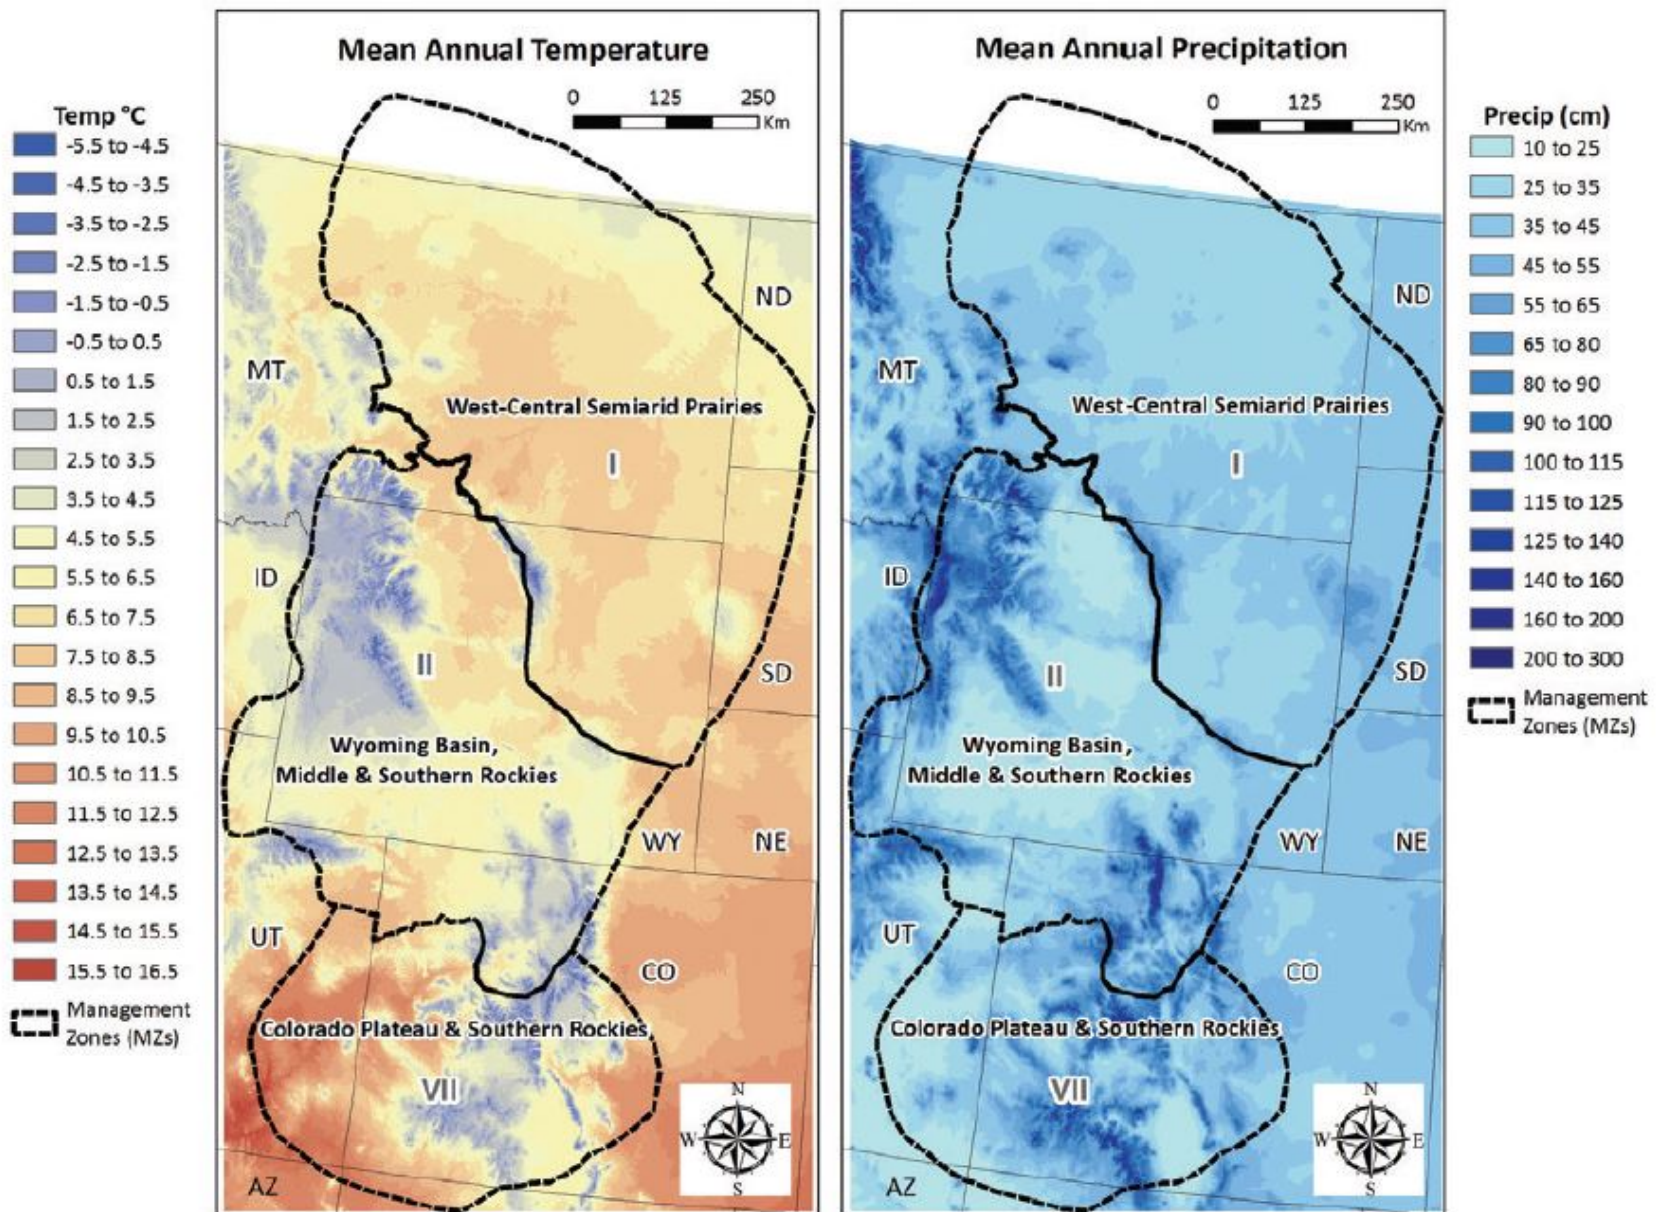 Mean Annual Temperature
0 125 250
Km
Temp °C
-5.5 to -4.5
-4.5 to -3.5
-3.5 to -2.5
-2.5 to -1.5
-1.5 to -0.5
-0.5 to 0.5
0.5 to 1.5
1.5 to 2.5
2.5 to 3.5
3.5 to 4.5
4.5 to 5.5
5.5 to 6.5
6.5 to 7.5
7.5 to 8.5
8.5 to 9.5
9.5 to 10.5
10.5 to 11.5
11.5 to 12.5
12.5 to 13.5
13.5 to 14.5
14.5 to 15.5
15.5 to 16.5
Management
Zones (MZs)
ND
MT
West-Central Semiarid Prairies
I
ID
II
SD
Wyoming Basin,
Middle & Southern Rockies
WY
NE
UT
CO
Colorado Plateau & Southern Rockies
VII
AZ
N
W E
S
Mean Annual Precipitation
0 125 250
Km
Precip (cm)
10 to 25
25 to 35
35 to 45
45 to 55
55 to 65
65 to 80
80 to 90
90 to 100
100 to 115
115 to 125
125 to 140
140 to 160
160 to 200
200 to 300
Management
Zones (MZs)
ND
MT
West-Central Semiarid Prairies
I
ID
II
SD
Wyoming Basin,
Middle & Southern Rockies
WY
NE
UT
CO
Colorado Plateau & Southern Rockies
VII
AZ
N
W E
S